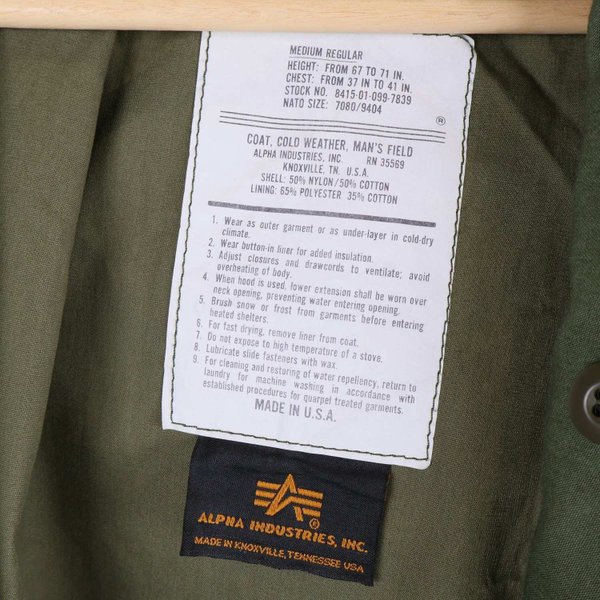 MEDIUM REGULAR
HEIGHT: FROM 67 TO 71 IN.
CHEST: FROM 37 IN TO 41 IN.
STOCK NO. 8415-01-099-7839
NATO SIZE: 7080/9404
®
COAT, COLD WEATHER, MAN'S FIELD
ALPHA INDUSTRIES, INC. RN 35569
KNOXVILLE, TN. U.S.A.
SHELL: 50% NYLON/50% COTTON
LINING: 65% POLYESTER 35% COTTON
1. Wear as outer garment or as under-layer in cold-dry
climate.
2. Wear button-in liner for added insulation.
3. Adjust closures and drawcords to ventilate; avoid
overheating of body.
4. When hood is used, lower extension shall be worn over
neck opening, preventing water entering opening.
5. Brush snow or frost from garments before entering
heated shelters.
6. For fast drying, remove liner from coat.
7. Do not expose to high temperature of a stove.
8. Lubricate slide fasteners with wax.
9. For cleaning and restoring of water repeliency, return to
laundry for machine washing in accordance with
established procedures for quarpel treated garments.
MADE IN U.S.A.
ALPHA INDUSTRIES, INC.®
MADE IN KNOXVILLE, TENNESSEE USA